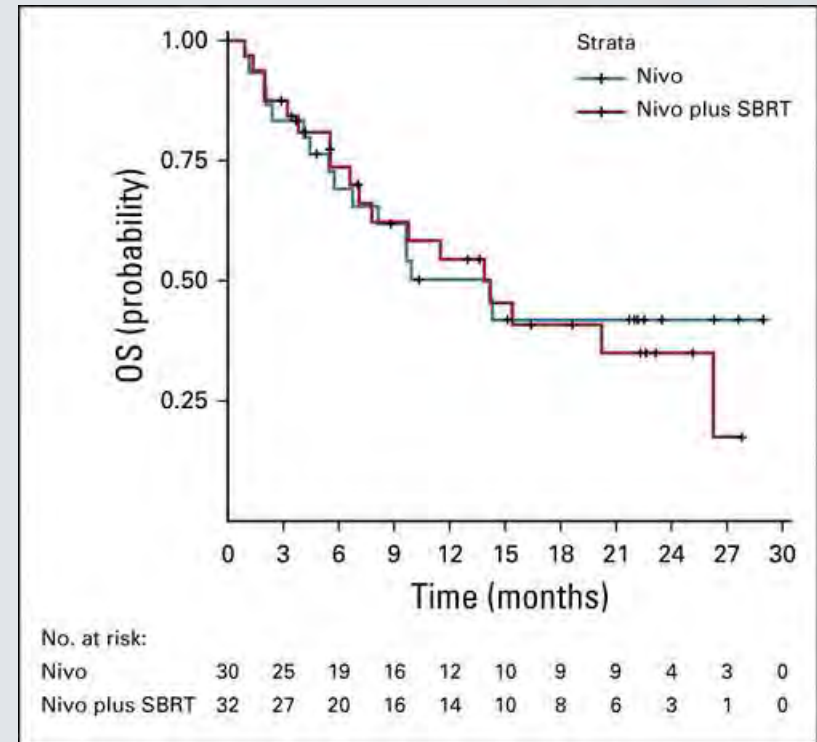 1.00
0.75
0.50
0.25
OS (probability)
Strata
Nivo
Nivo plus SBRT
0 3 6 9 12 15 18 21 24 27 30
Time (months)
No. at risk:
Nivo 30 25 19 16 12 10 9 9 4 3 0
Nivo plus SBRT 32 27 20 16 14 10 8 6 3 1 0